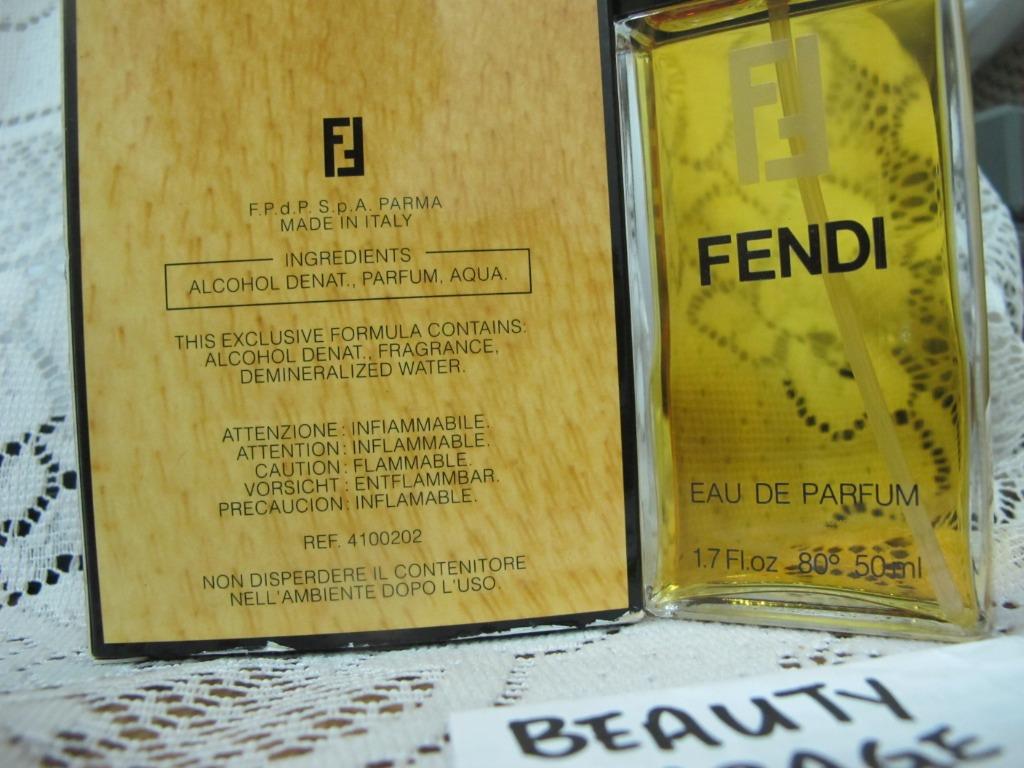 F.P.d.P. S.p.A. PARMA
MADE IN ITALY
INGREDIENTS
ALCOHOL DENAT., PARFUM, AQUA.
THIS EXCLUSIVE FORMULA CONTAINS:
ALCOHOL DENAT., FRAGRANCE,
DEMINERALIZED WATER.
ATTENZIONE: INFIAMMABILE.
ATTENTION: INFLAMMABLE.
CAUTION: FLAMMABLE.
VORSICHT: ENTFLAMMBAR.
PRECAUCION: INFLAMABLE.
REF. 4100202
NON DISPERDERE IL CONTENITORE
NELL'AMBIENTE DOPO L'USO.
FENDI
EAU DE PARFUM
1.7 Fl.oz 80º 50 ml
BEAUTY